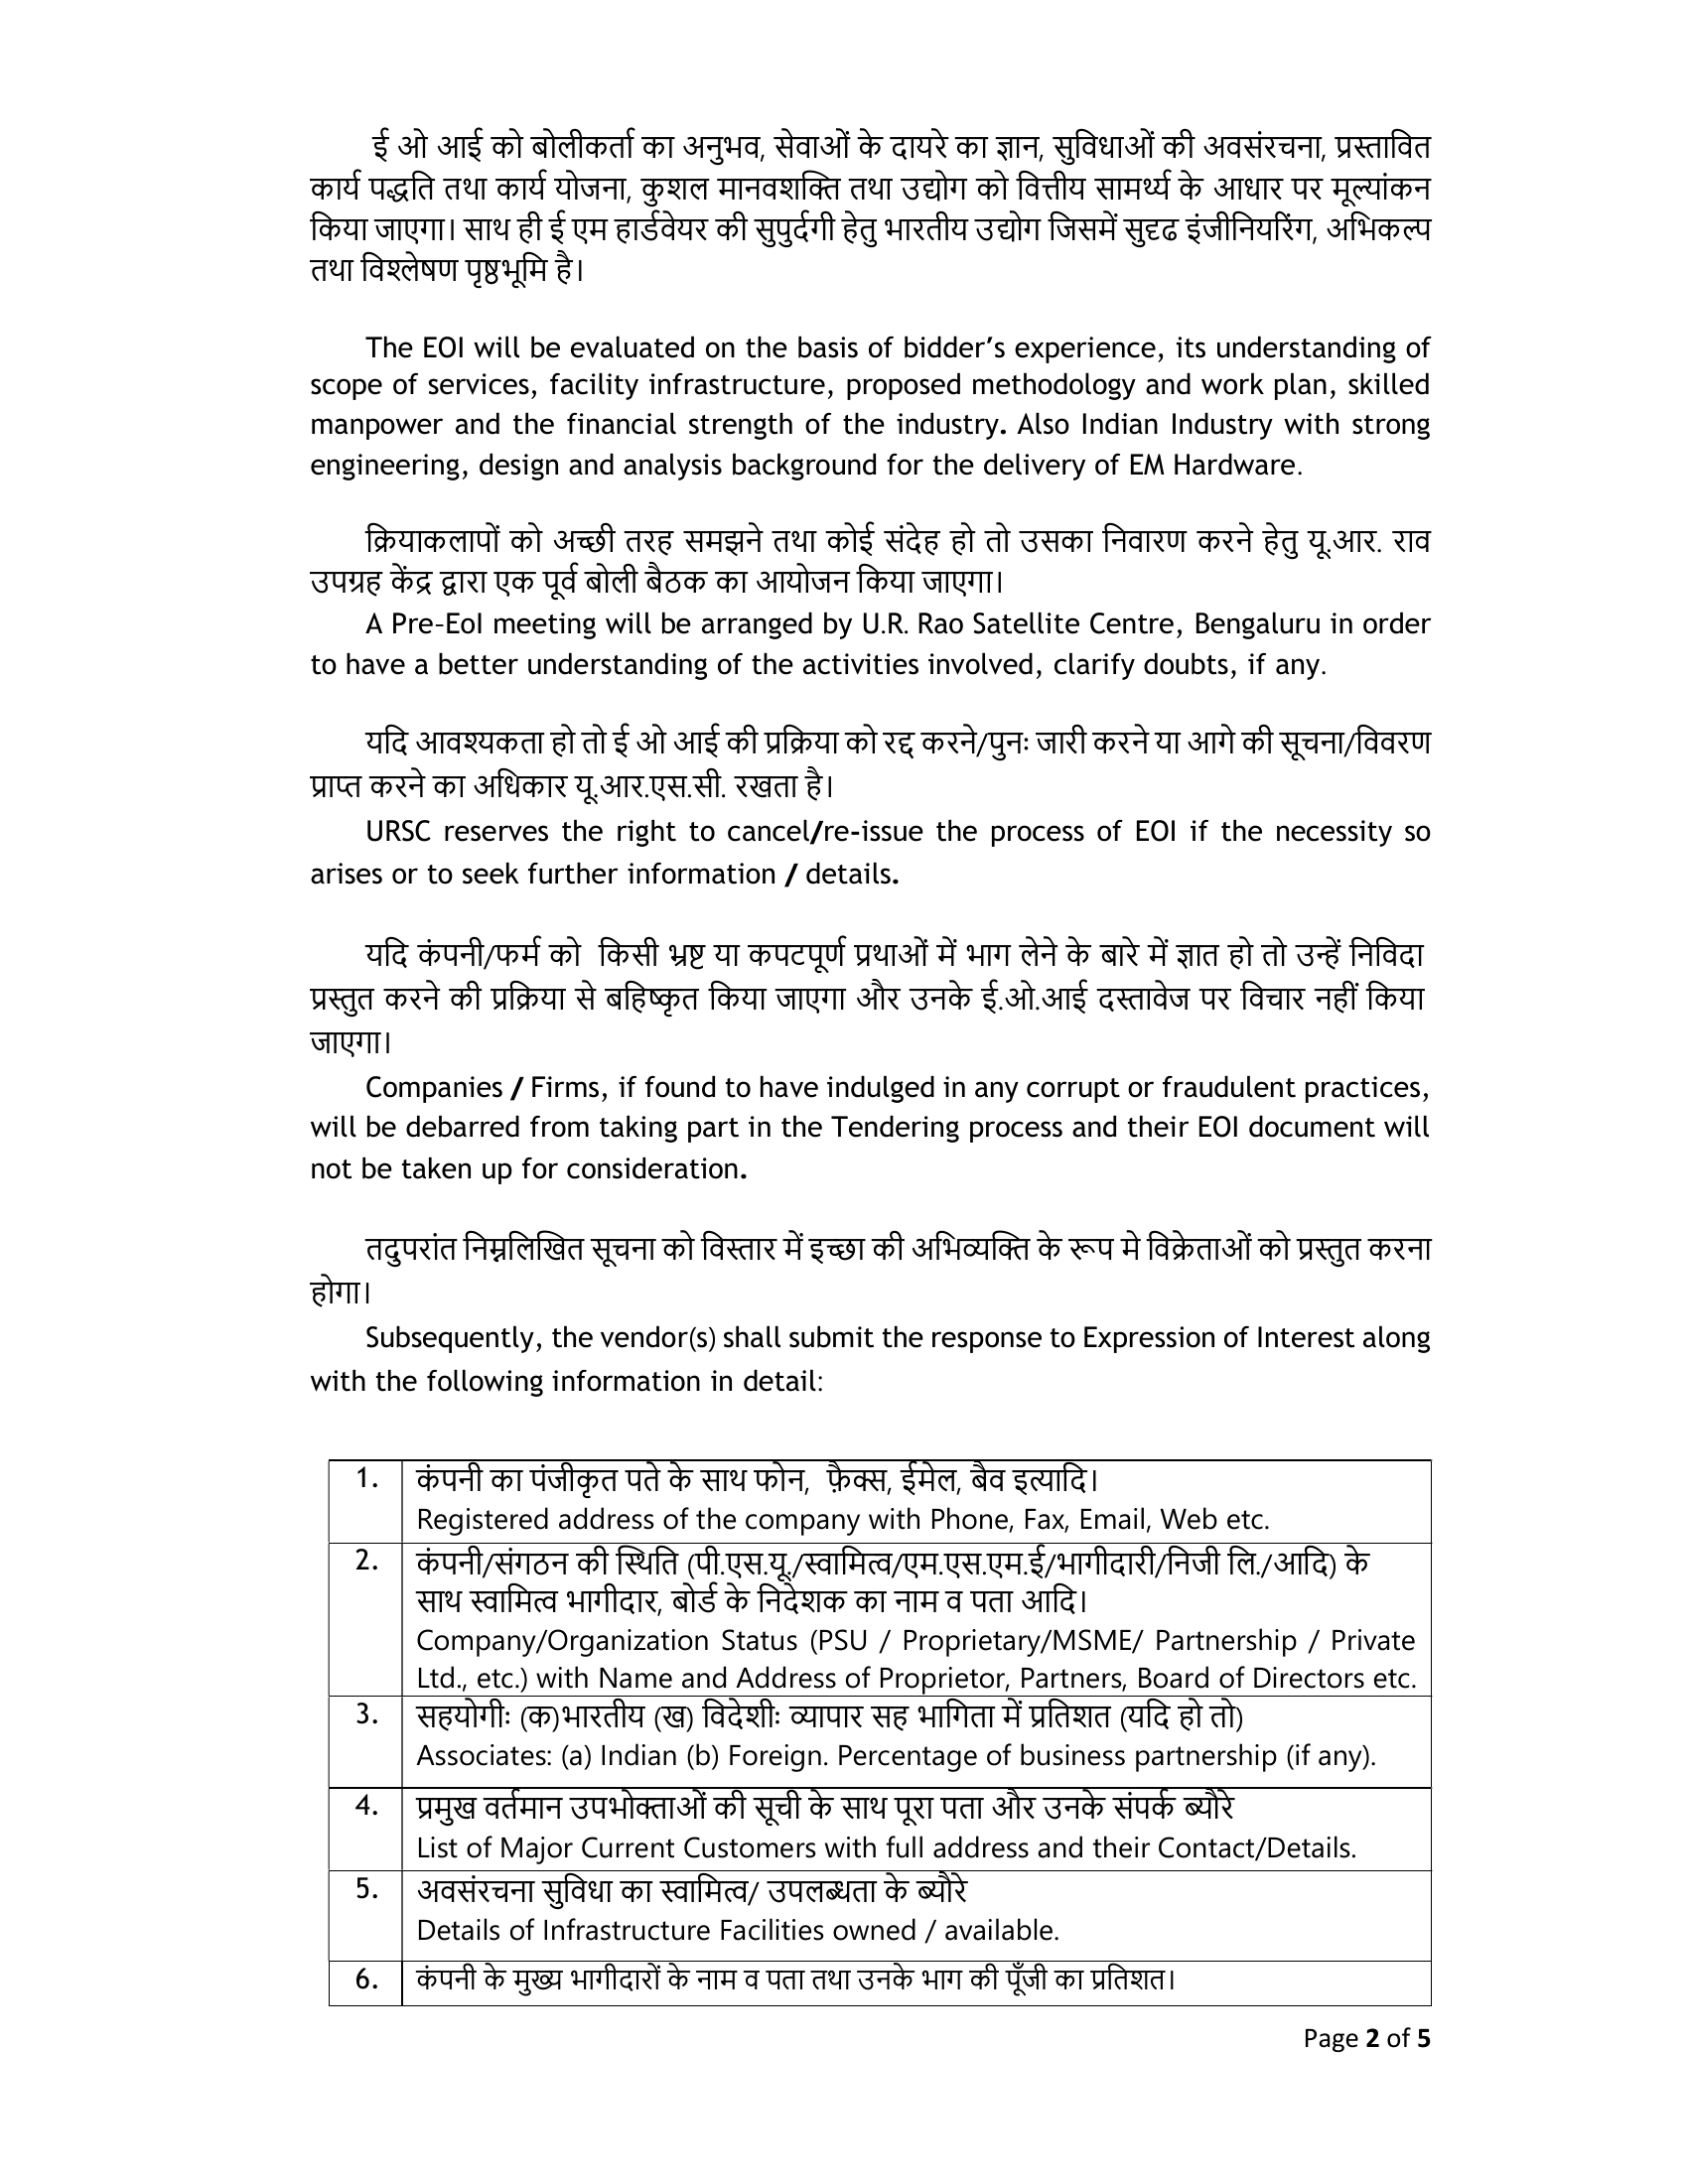 ई ओ आई को बोलीकर्ता का अनुभव, सेवाओं के दायरे का ज्ञान, सुविधाओं की अवसंरचना, प्रस्तावित
कार्य पद्धति तथा कार्य योजना, कुशल मानवशक्ति तथा उद्योग को वित्तीय सामर्थ्य के आधार पर मूल्यांकन
किया जाएगा। साथ ही ई एम हार्डवेयर की सुपुर्दगी हेतु भारतीय उद्योग जिसमें सुदृढ इंजीनियरिंग, अभिकल्प
तथा विश्लेषण पृष्ठभूमि है।
The EOI will be evaluated on the basis of bidder’s experience, its understanding of
scope of services, facility infrastructure, proposed methodology and work plan, skilled
manpower and the financial strength of the industry. Also Indian Industry with strong
engineering, design and analysis background for the delivery of EM Hardware.
क्रियाकलापों को अच्छी तरह समझने तथा कोई संदेह हो तो उसका निवारण करने हेतु यू.आर. राव
उपग्रह केंद्र द्वारा एक पूर्व बोली बैठक का आयोजन किया जाएगा।
A Pre-EoI meeting will be arranged by U.R. Rao Satellite Centre, Bengaluru in order
to have a better understanding of the activities involved, clarify doubts, if any.
यदि आवश्यकता हो तो ई ओ आई की प्रक्रिया को रद्द करने/पुनः जारी करने या आगे की सूचना/विवरण
प्राप्त करने का अधिकार यू.आर.एस.सी. रखता है।
URSC reserves the right to cancel/re-issue the process of EOI if the necessity so
arises or to seek further information / details.
यदि कंपनी/फर्म को किसी भ्रष्ट या कपटपूर्ण प्रथाओं में भाग लेने के बारे में ज्ञात हो तो उन्हें निविदा
प्रस्तुत करने की प्रक्रिया से बहिष्कृत किया जाएगा और उनके ई.ओ.आई दस्तावेज पर विचार नहीं किया
जाएगा।
Companies / Firms, if found to have indulged in any corrupt or fraudulent practices,
will be debarred from taking part in the Tendering process and their EOI document will
not be taken up for consideration.
तदुपरांत निम्नलिखित सूचना को विस्तार में इच्छा की अभिव्यक्ति के रूप मे विक्रेताओं को प्रस्तुत करना
होगा।
Subsequently, the vendor(s) shall submit the response to Expression of Interest along
with the following information in detail:
1. कंपनी का पंजीकृत पते के साथ फोन, फ़ैक्स, ईमेल, बैव इत्यादि।
Registered address of the company with Phone, Fax, Email, Web etc.
2. कंपनी/संगठन की स्थिति (पी.एस.यू./स्वामित्व/एम.एस.एम.ई/भागीदारी/निजी लि./आदि) के
साथ स्वामित्व भागीदार, बोर्ड के निदेशक का नाम व पता आदि।
Company/Organization Status (PSU / Proprietary/MSME/ Partnership / Private
Ltd., etc.) with Name and Address of Proprietor, Partners, Board of Directors etc.
3. सहयोगीः (क)भारतीय (ख) विदेशीः व्यापार सह भागिता में प्रतिशत (यदि हो तो)
Associates: (a) Indian (b) Foreign. Percentage of business partnership (if any).
4. प्रमुख वर्तमान उपभोक्ताओं की सूची के साथ पूरा पता और उनके संपर्क ब्यौरे
List of Major Current Customers with full address and their Contact/Details.
5. अवसंरचना सुविधा का स्वामित्व/ उपलब्धता के ब्यौरे
Details of Infrastructure Facilities owned / available.
6. कंपनी के मुख्य भागीदारों के नाम व पता तथा उनके भाग की पूँजी का प्रतिशत।
Page 2 of 5